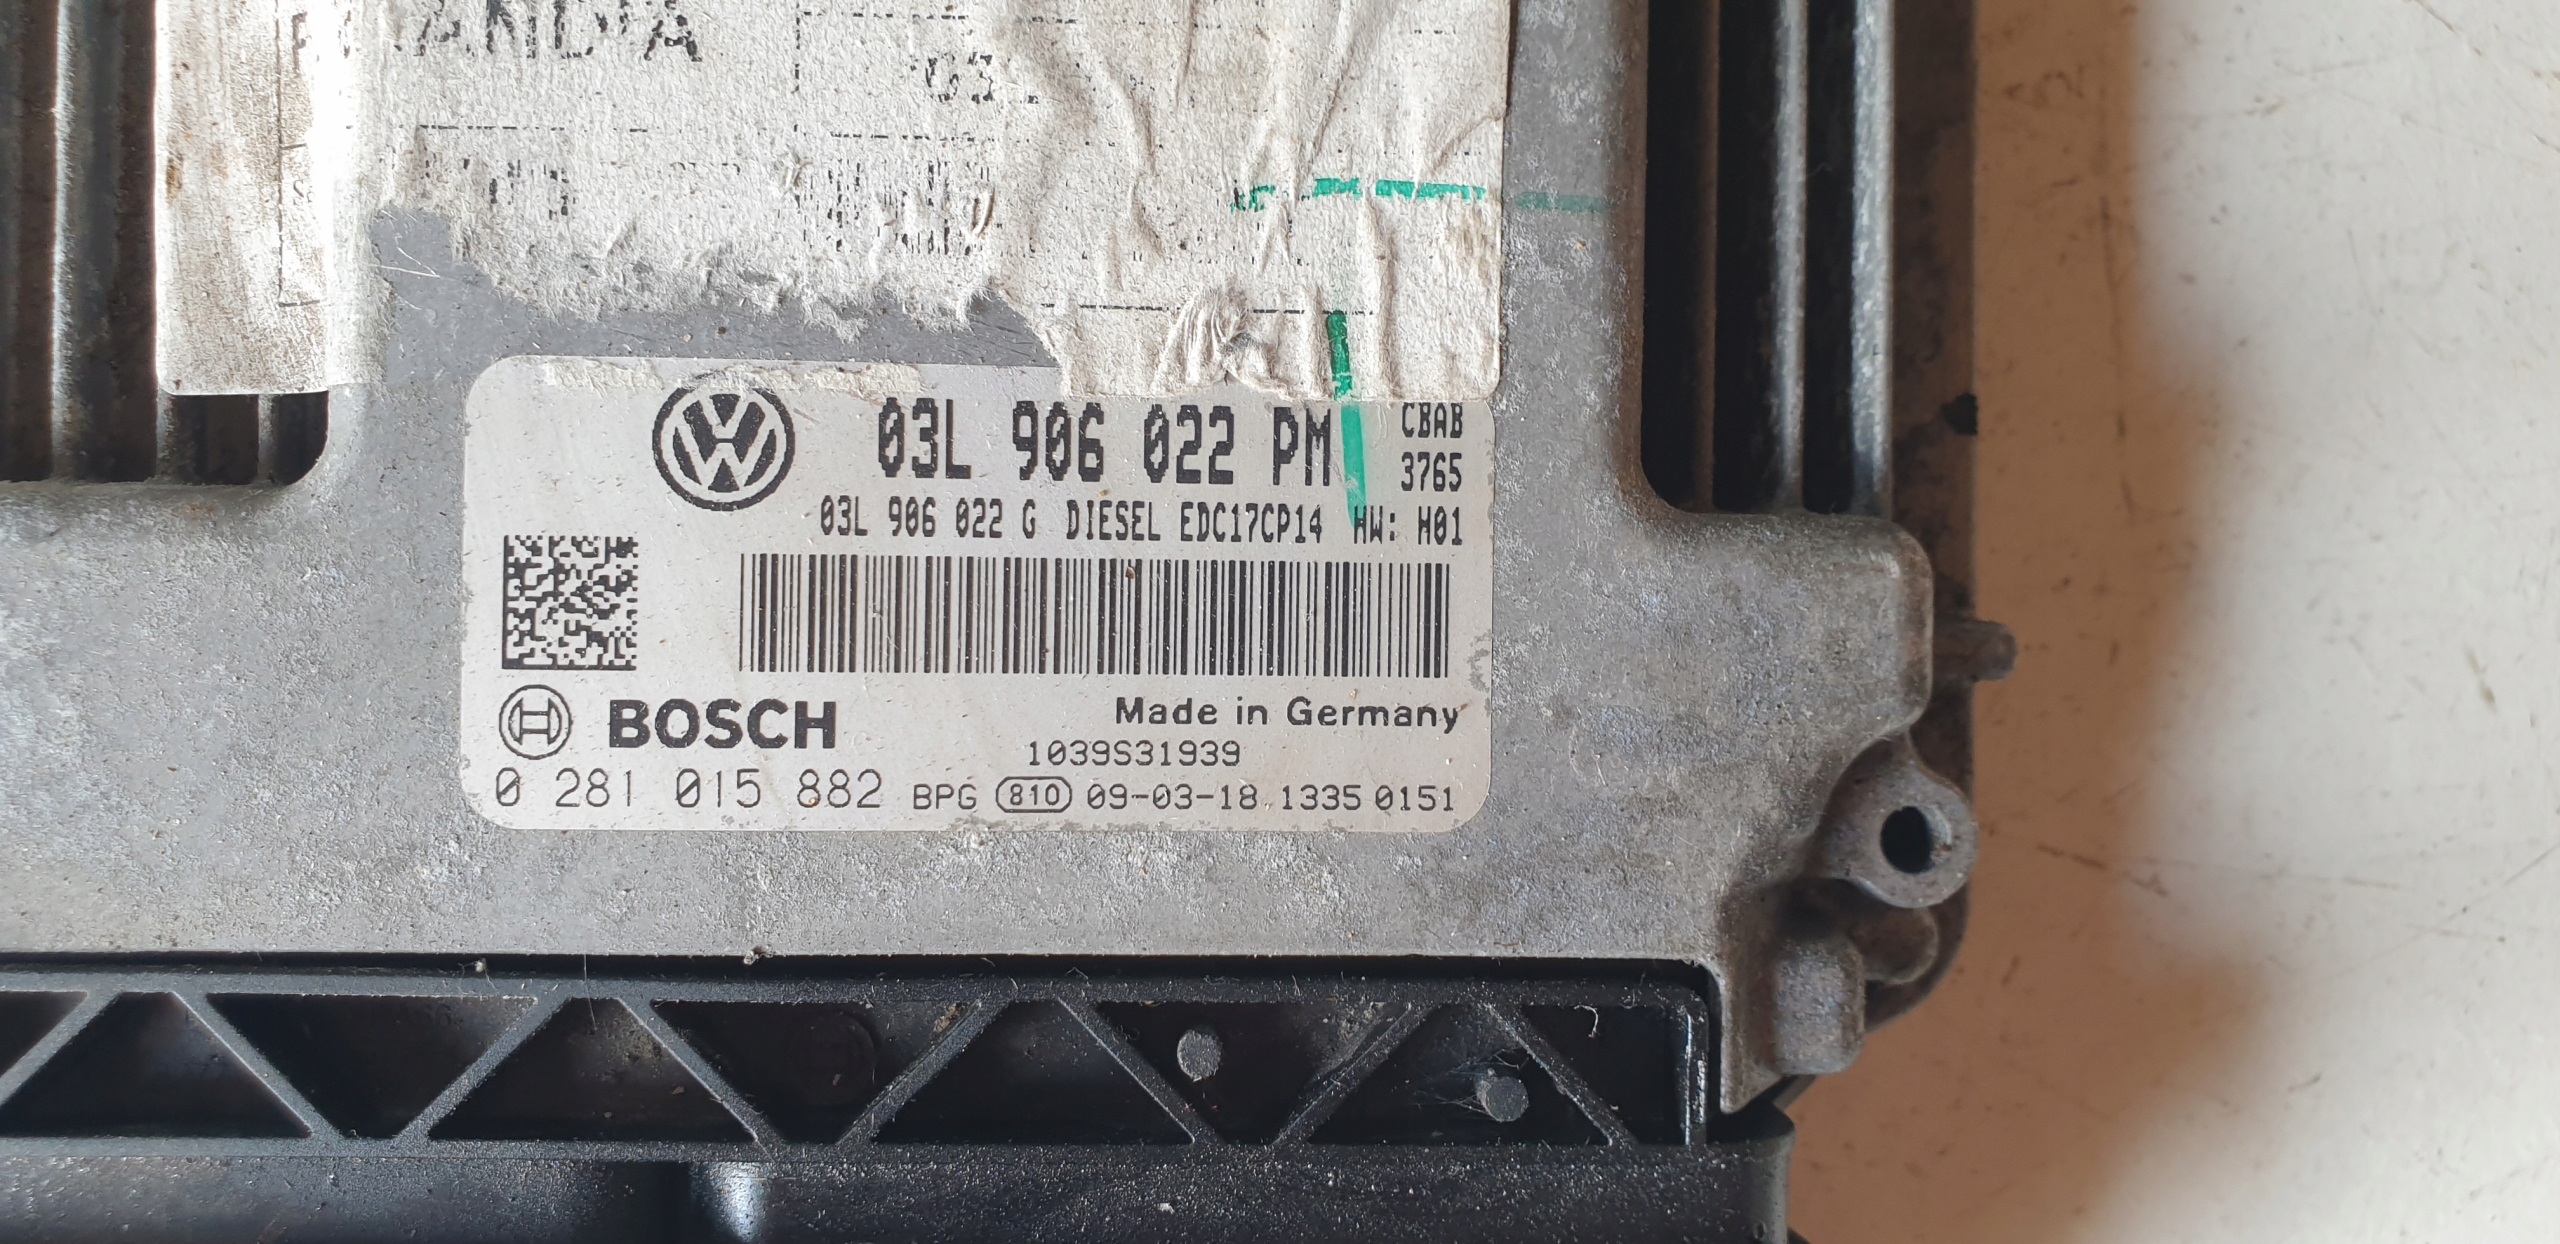 03L 906 022 PM
CBAB
3765
03L 906 022 G DIESEL EDC17CP14 HW: H01
BOSCH
Made in Germany
1039S31939
0 281 015 882 BPG 810 09-03-18 1335 0151